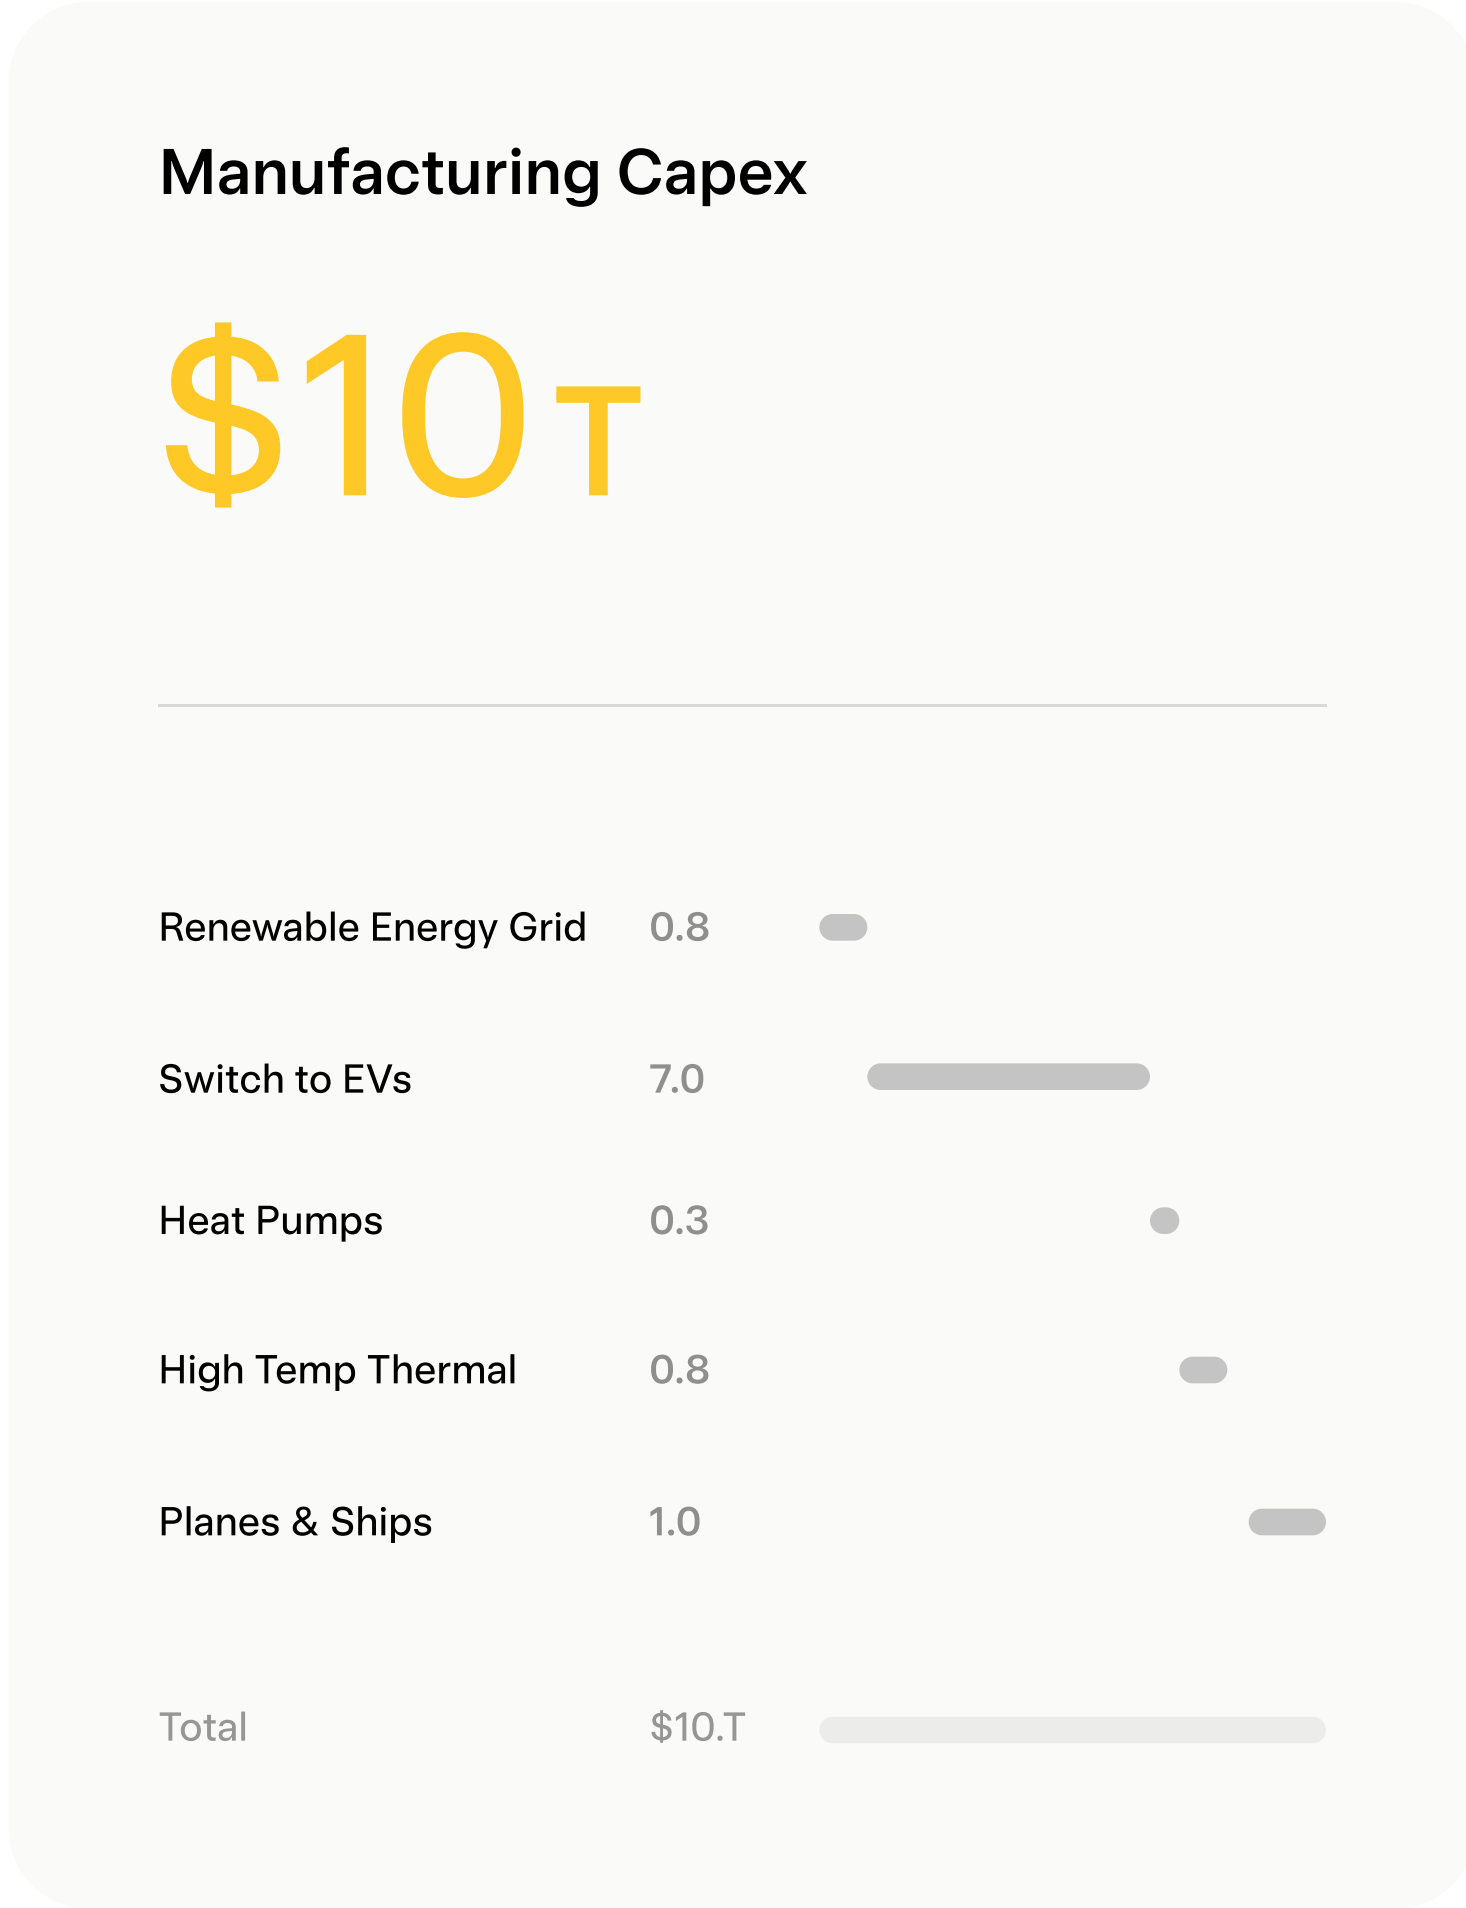 Manufacturing Capex
$10T
Renewable Energy Grid 0.8
Switch to EVs 7.0
Heat Pumps 0.3
High Temp Thermal 0.8
Planes & Ships 1.0
Total $10.T